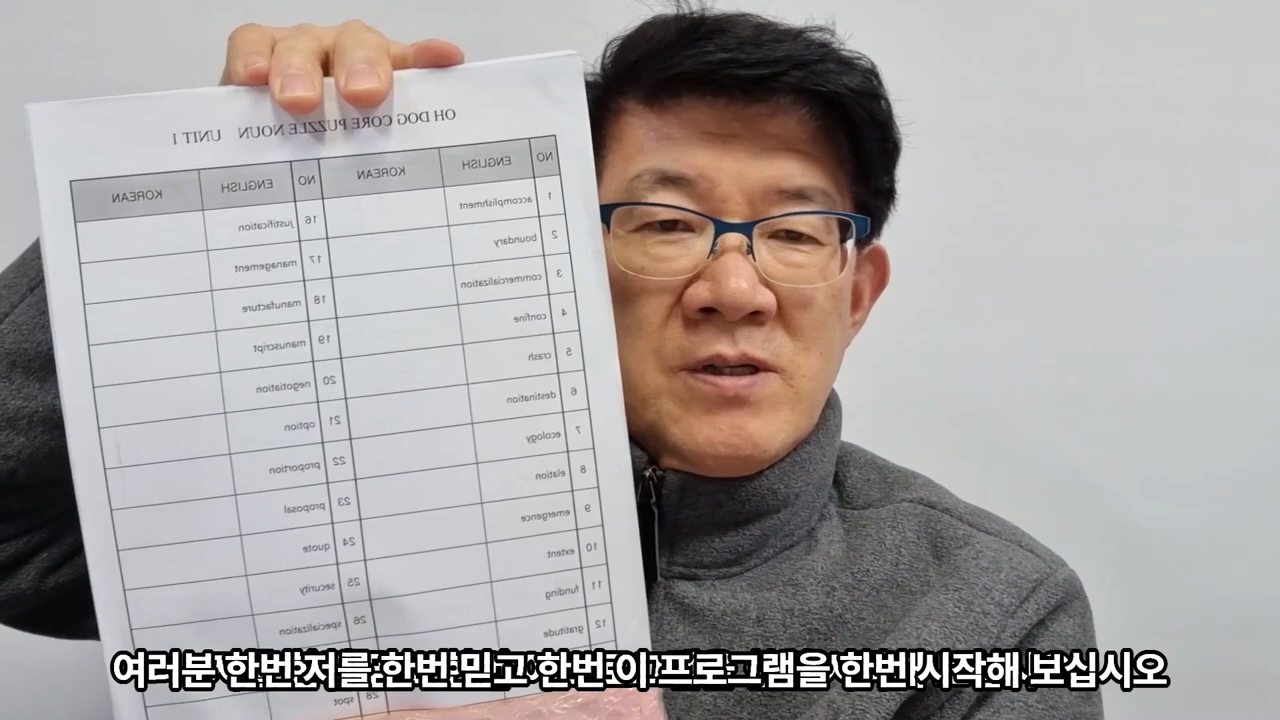 OH DOG CORE PUZZLE NOUN UNIT 1
NO ENGLISH KOREAN NO ENGLISH KOREAN
1 accomplishment 16 justification
2 boundary 17 management
3 commercialization 18 manufacture
4 confine 19 manuscript
5 crash 20 negotiation
6 destination 21 option
7 ecology 22 proportion
8 elation 23 proposal
9 emergence 24 quote
10 extent 25 security
11 funding 26 specialization
12 gratitude
28 spot
여러분 한번 저를 한번 믿고 한번 이 프로그램을 한번 시작해 보십시오